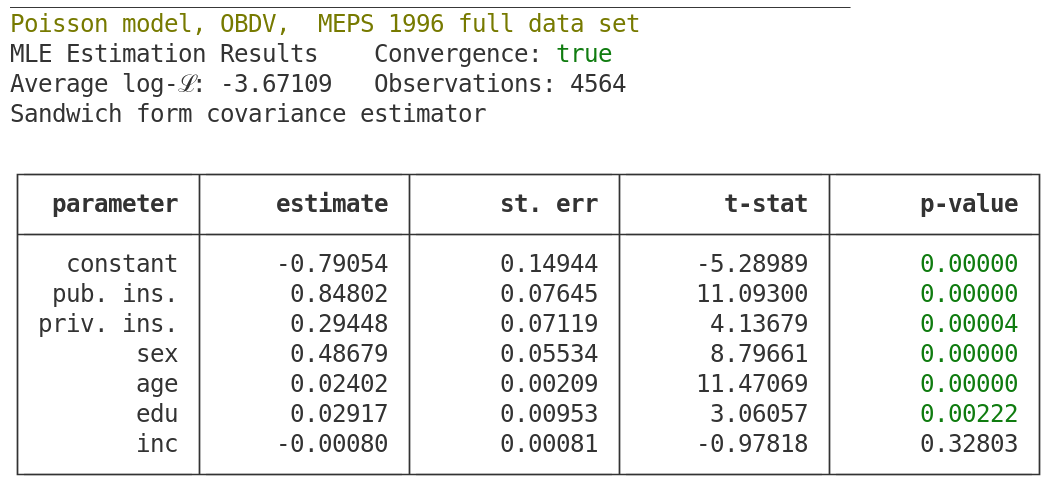 Poisson model, OBDV,  MEPS 1996 full data set
MLE Estimation Results    Convergence: true
Average log-ℒ: -3.67109   Observations: 4564
Sandwich form covariance estimator
parameter estimate st. err t-stat p-value
constant -0.79054 0.14944 -5.28989 0.00000
pub. ins. 0.84802 0.07645 11.09300 0.00000
priv. ins. 0.29448 0.07119 4.13679 0.00004
sex 0.48679 0.05534 8.79661 0.00000
age 0.02402 0.00209 11.47069 0.00000
edu 0.02917 0.00953 3.06057 0.00222
inc -0.00080 0.00081 -0.97818 0.32803